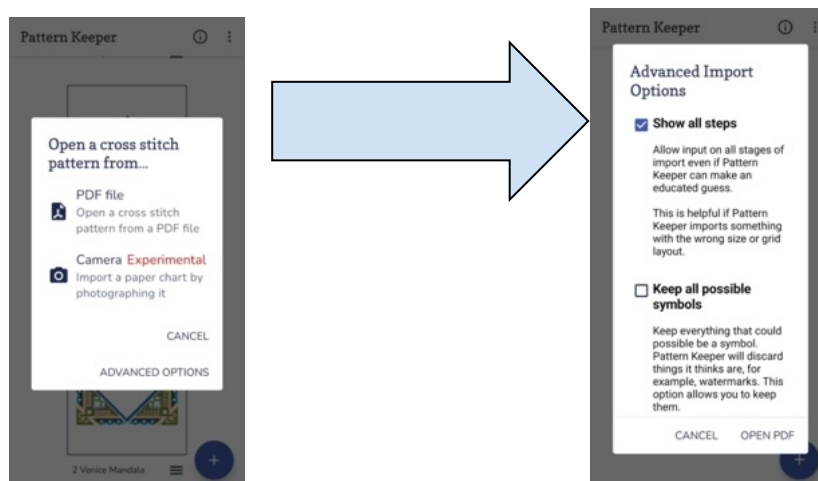 Pattern Keeper
Open a cross stitch
pattern from...
PDF file
Open a cross stitch
pattern from a PDF file
Camera Experimental
Import a paper chart by
photographing it
CANCEL
ADVANCED OPTIONS
2 Venice Mandala
Pattern Keeper
Advanced Import
Options
Show all steps
Allow input on all stages of
import even if Pattern
Keeper can make an
educated guess.
This is helpful if Pattern
Keeper imports something
with the wrong size or grid
layout.
Keep all possible
symbols
Keep everything that could
possible be a symbol.
Pattern Keeper will discard
things it thinks are, for
example, watermarks. This
option allows you to keep
them.
CANCEL OPEN PDF